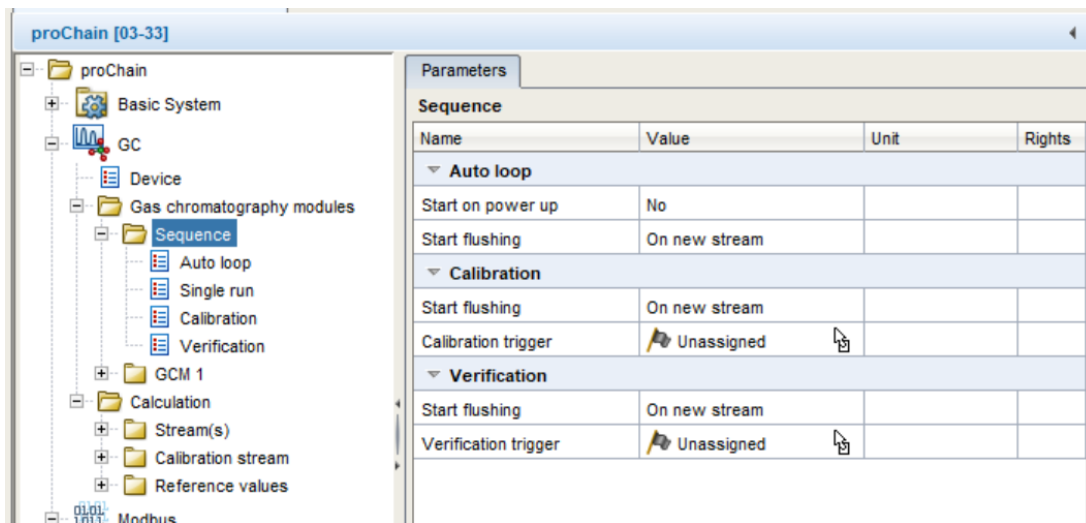 proChain [03-33]
proChain
Basic System
GC
Device
Gas chromatography modules
Sequence
Auto loop
Single run
Calibration
Verification
GCM 1
Calculation
Stream(s)
Calibration stream
Reference values
Modbus
Parameters
Sequence
Name Value Unit Rights
Auto loop
Start on power up No
Start flushing On new stream
Calibration
Start flushing On new stream
Calibration trigger Unassigned
Verification
Start flushing On new stream
Verification trigger Unassigned